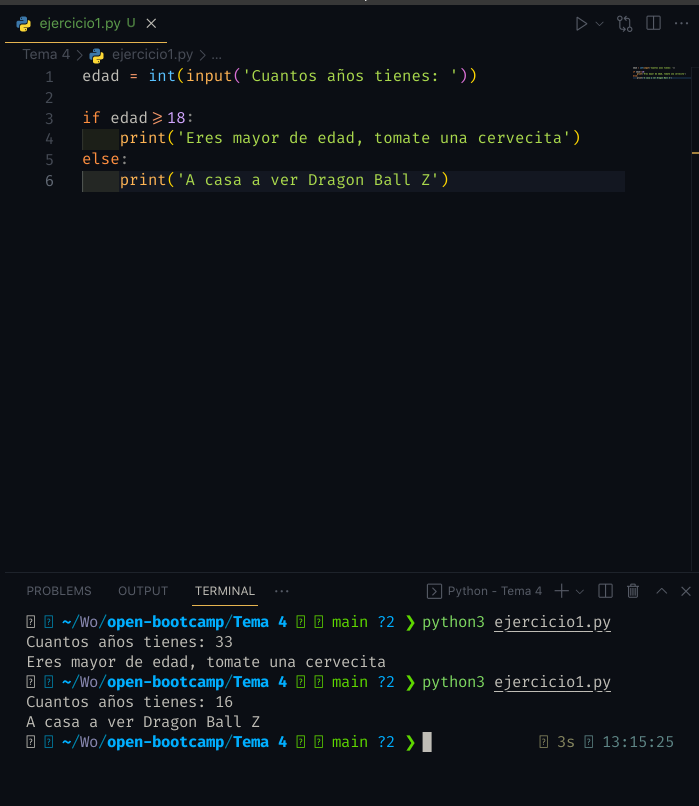 ejercicio1.py U
Tema 4 > ejercicio1.py > ...
1 edad = int(input('Cuantos años tienes: '))
2
3 if edad>=18:
4 print('Eres mayor de edad, tomate una cervecita')
5 else:
6 print('A casa a ver Dragon Ball Z')
PROBLEMS OUTPUT TERMINAL ... Python - Tema 4
~/Wo/open-bootcamp/Tema 4 main ?2 ❯ python3 ejercicio1.py
Cuantos años tienes: 33
Eres mayor de edad, tomate una cervecita
~/Wo/open-bootcamp/Tema 4 main ?2 ❯ python3 ejercicio1.py
Cuantos años tienes: 16
A casa a ver Dragon Ball Z
~/Wo/open-bootcamp/Tema 4 main ?2 ❯ 3s 13:15:25